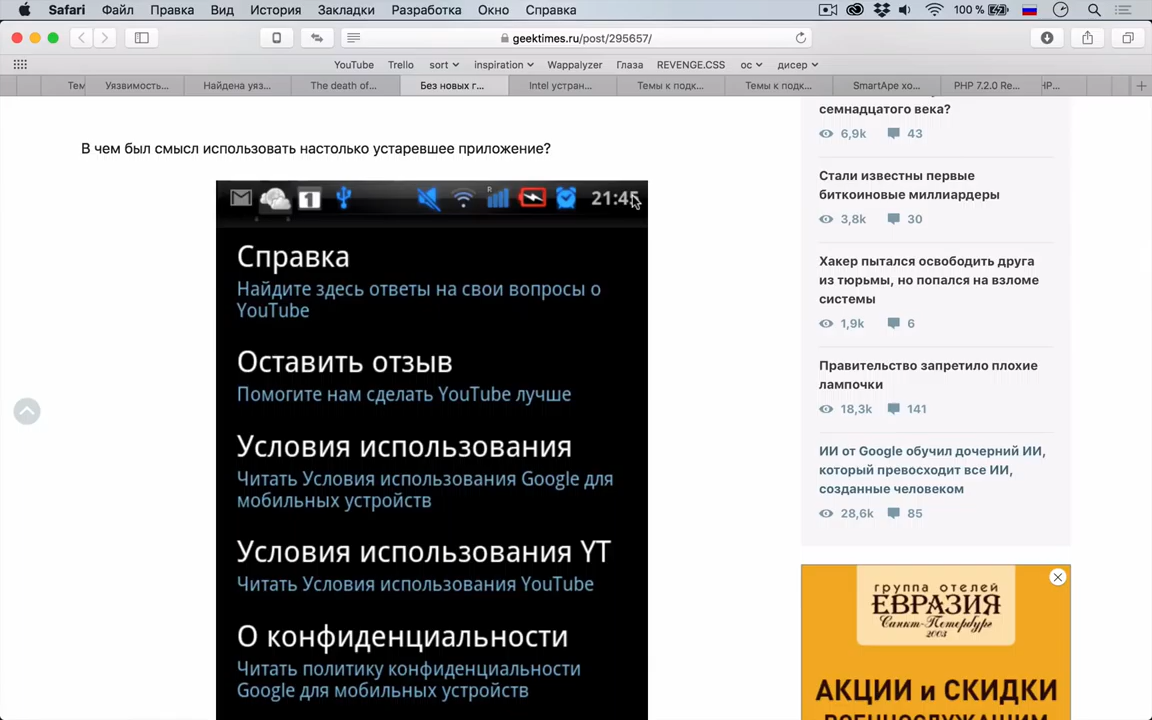 Safari Файл Правка Вид История Закладки Разработка Окно Справка
100 %
geektimes.ru/post/295657/
YouTube Trello sort inspiration Wappalyzer Глаза REVENGE.CSS ос дисер
Тем Уязвимость... Найдена уяз... The death of... Без новых г... Intel устран... Темы к подк... Темы к подк... SmartApe хо... PHP 7.2.0 Re...
В чем был смысл использовать настолько устаревшее приложение?
21:45
Справка
Найдите здесь ответы на свои вопросы о
YouTube
Оставить отзыв
Помогите нам сделать YouTube лучше
Условия использования
Читать Условия использования Google для
мобильных устройств
Условия использования YT
Читать Условия использования YouTube
О конфиденциальности
Читать политику конфиденциальности
Google для мобильных устройств
семнадцатого века?
6,9k 43
Стали известны первые
биткоиновые миллиардеры
3,8k 30
Хакер пытался освободить друга
из тюрьмы, но попался на взломе
системы
1,9k 6
Правительство запретило плохие
лампочки
18,3k 141
ИИ от Google обучил дочерний ИИ,
который превосходит все ИИ,
созданные человеком
28,6k 85
группа отелей
ЕВРАЗИЯ
Санкт-Петербург
2003
АКЦИИ и СКИДКИ
ВОЕННОСЛУЖАЩИМ